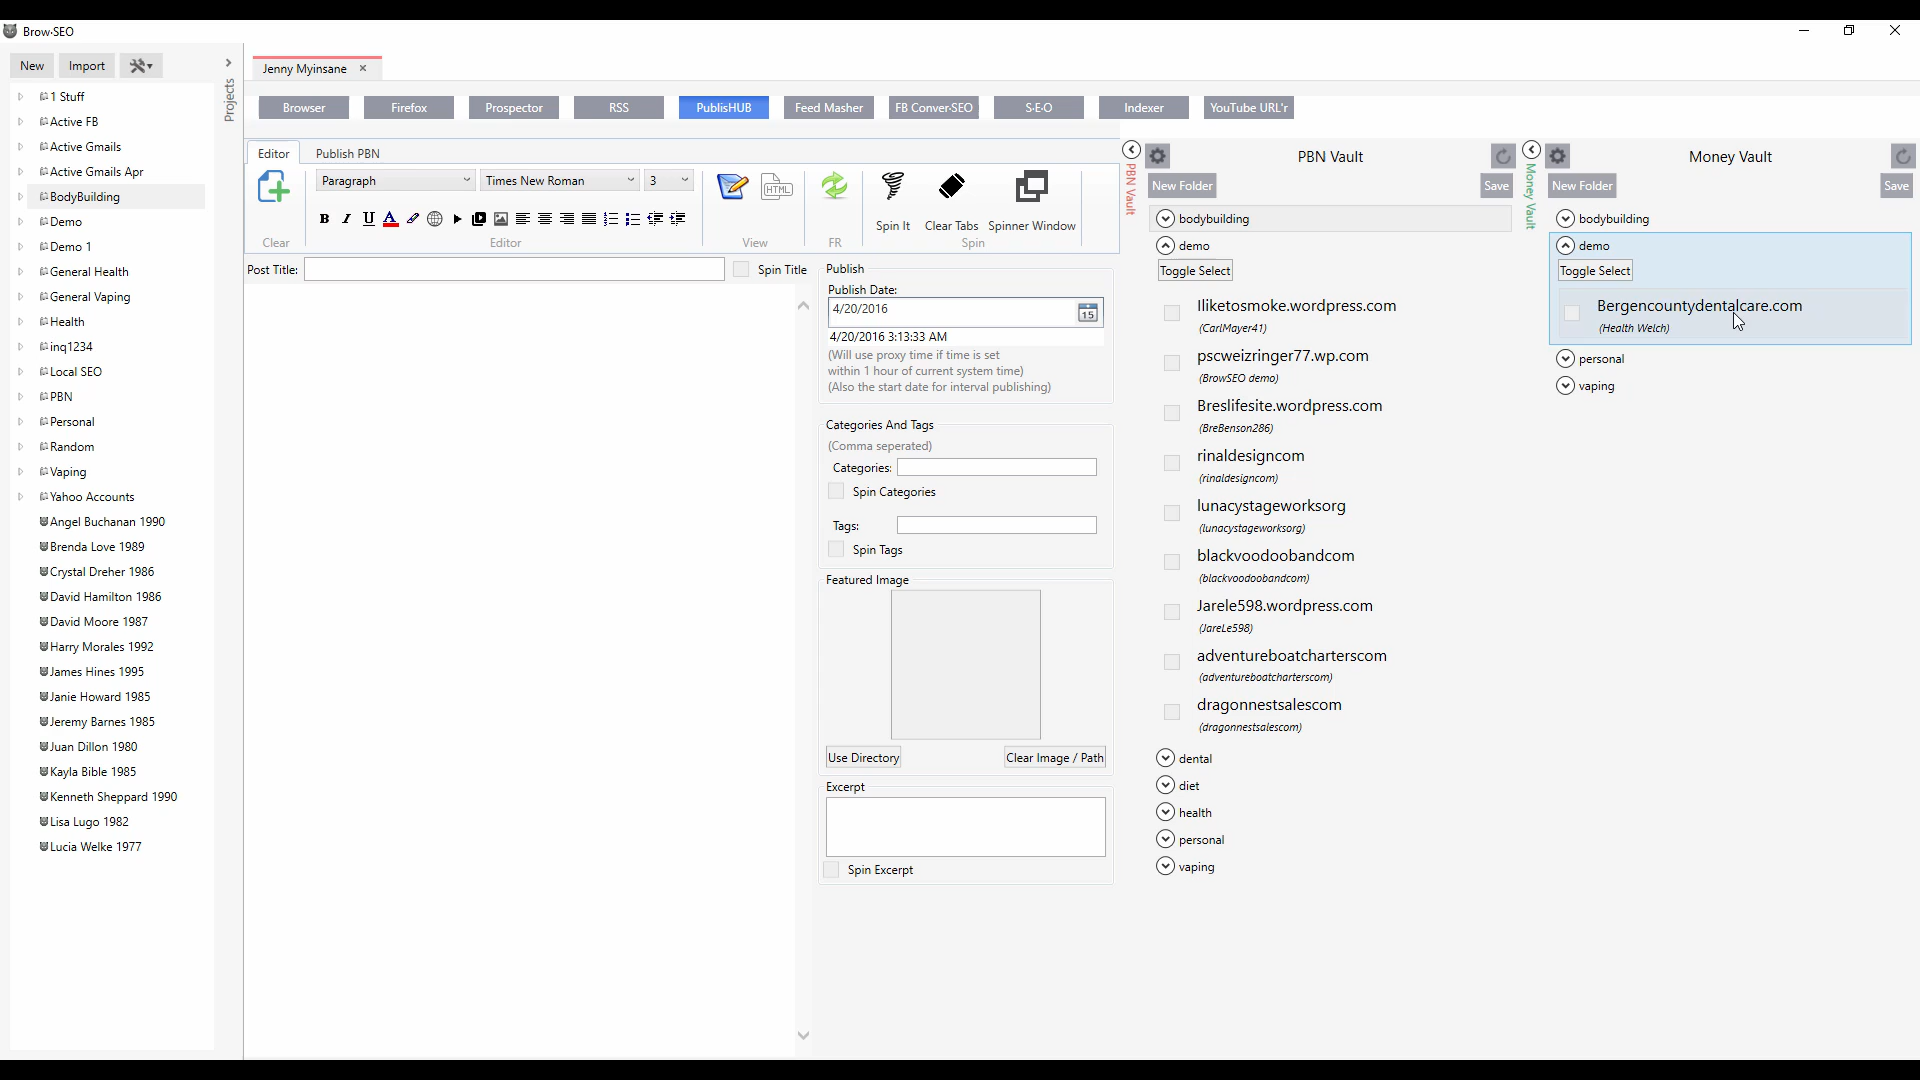 Brow·SEO
New
Import
Projects
1 Stuff
Active FB
Active Gmails
Active Gmails Apr
BodyBuilding
Demo
Demo 1
General Health
General Vaping
Health
inq1234
Local SEO
PBN
Personal
Random
Vaping
Yahoo Accounts
Angel Buchanan 1990
Brenda Love 1989
Crystal Dreher 1986
David Hamilton 1986
David Moore 1987
Harry Morales 1992
James Hines 1995
Janie Howard 1985
Jeremy Barnes 1985
Juan Dillon 1980
Kayla Bible 1985
Kenneth Sheppard 1990
Lisa Lugo 1982
Lucia Welke 1977
Jenny Myinsane
Browser Firefox Prospector RSS PublisHUB Feed Masher FB Conver·SEO S·E·O Indexer YouTube URL'r
Editor Publish PBN
Paragraph Times New Roman 3
HTML
B I U A
Spin It Clear Tabs Spinner Window
Clear Editor View FR Spin
Post Title: Spin Title
Publish
Publish Date:
4/20/2016 15
4/20/2016 3:13:33 AM
(Will use proxy time if time is set
within 1 hour of current system time)
(Also the start date for interval publishing)
Categories And Tags
(Comma seperated)
Categories:
Spin Categories
Tags:
Spin Tags
Featured Image
Use Directory Clear Image / Path
Excerpt
Spin Excerpt
PBN Vault
PBN Vault
New Folder Save
bodybuilding
demo
Toggle Select
Iliketosmoke.wordpress.com
(CarlMayer41)
pscweizringer77.wp.com
(BrowSEO demo)
Breslifesite.wordpress.com
(BreBenson286)
rinaldesigncom
(rinaldesigncom)
lunacystageworksorg
(lunacystageworksorg)
blackvoodoobandcom
(blackvoodoobandcom)
Jarele598.wordpress.com
(JareLe598)
adventureboatcharterscom
(adventureboatcharterscom)
dragonnestsalescom
(dragonnestsalescom)
dental
diet
health
personal
vaping
Money Vault
Money Vault
New Folder Save
bodybuilding
demo
Toggle Select
Bergencountydentalcare.com
(Health Welch)
personal
vaping